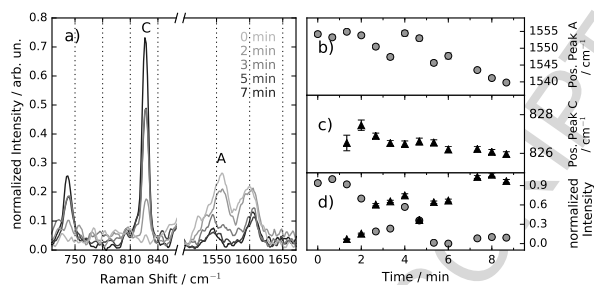 a)
C
A
0 min
2 min
3 min
5 min
7 min
normalized Intensity / arb. un.
0.8
0.7
0.6
0.5
0.4
0.3
0.2
0.1
0.0
750 780 810 840 1550 1600 1650
Raman Shift / cm⁻¹
b)
1555
1550
1545
1540
Pos. Peak A
/ cm⁻¹
c)
828
826
Pos. Peak C
/ cm⁻¹
d)
0.9
0.6
0.3
0.0
normalized
Intensity
0 2 4 6 8
Time / min